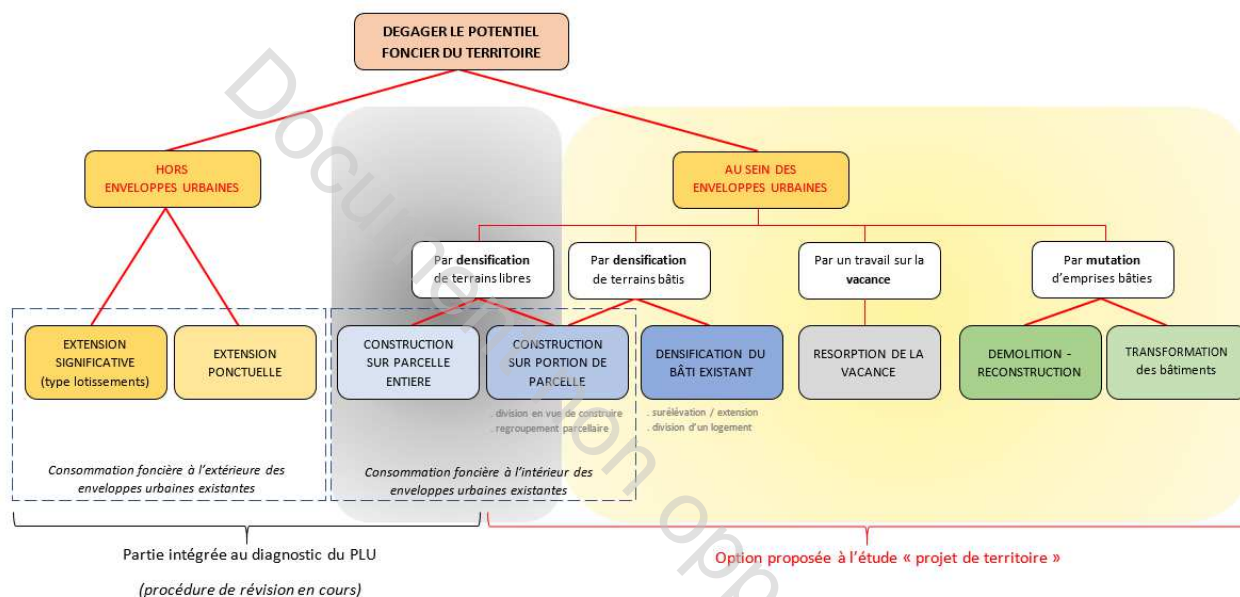 DEGAGER LE POTENTIEL
FONCIER DU TERRITOIRE
HORS
ENVELOPPES URBAINES
AU SEIN DES
ENVELOPPES URBAINES
Par densification
de terrains libres
Par densification
de terrains bâtis
Par un travail sur la
vacance
Par mutation
d'emprises bâties
EXTENSION
SIGNIFICATIVE
(type lotissements)
EXTENSION
PONCTUELLE
CONSTRUCTION
SUR PARCELLE
ENTIERE
CONSTRUCTION
SUR PORTION DE
PARCELLE
DENSIFICATION DU
BÂTI EXISTANT
RESORPTION DE LA
VACANCE
DEMOLITION -
RECONSTRUCTION
TRANSFORMATION
des bâtiments
. division en vue de construire
. regroupement parcellaire
. surélévation / extension
. division d'un logement
Consommation foncière à l'extérieure des
enveloppes urbaines existantes
Consommation foncière à l'intérieur des
enveloppes urbaines existantes
Partie intégrée au diagnostic du PLU
(procédure de révision en cours)
Option proposée à l'étude « projet de territoire »